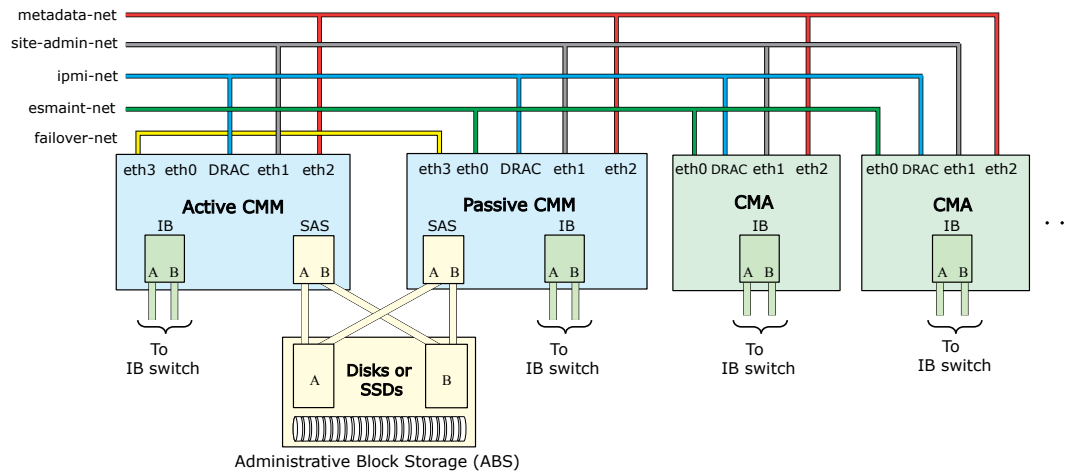 metadata-net
site-admin-net
ipmi-net
esmaint-net
failover-net
eth3 eth0 DRAC eth1 eth2
Active CMM
IB
A B
SAS
A B
To
IB switch
eth3 eth0 DRAC eth1 eth2
Passive CMM
SAS
A B
IB
A B
To
IB switch
eth0 DRAC eth1 eth2
CMA
IB
A B
To
IB switch
eth0 DRAC eth1 eth2
CMA
IB
A B
To
IB switch
. .
A
Disks or
SSDs
B
Administrative Block Storage (ABS)